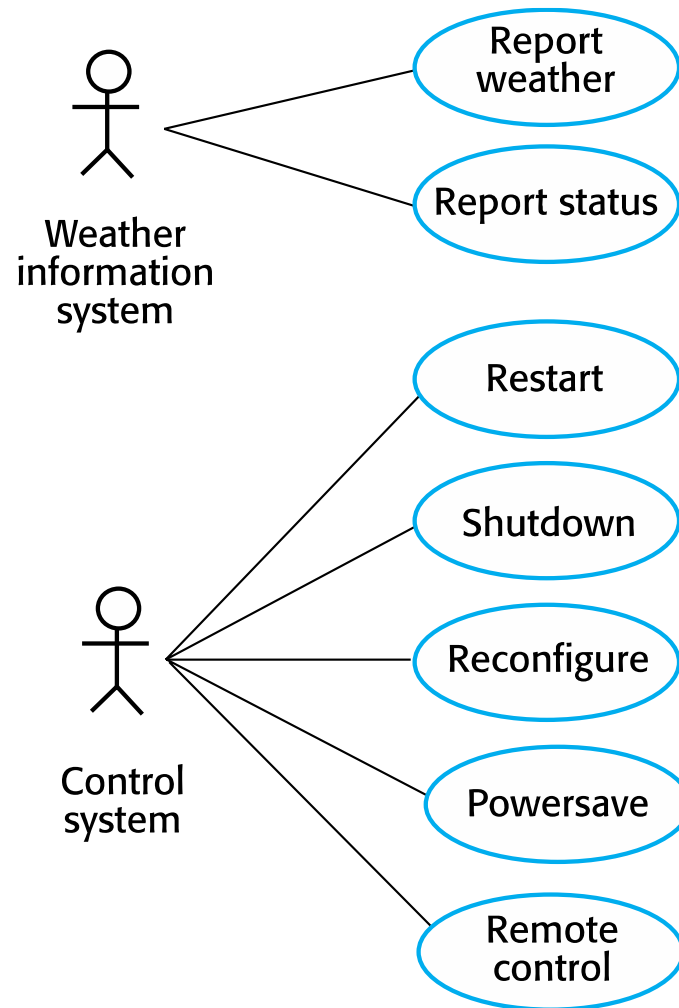 Report
weather
Report status
Weather
information
system
Restart
Shutdown
Reconfigure
Control
system
Powersave
Remote
control